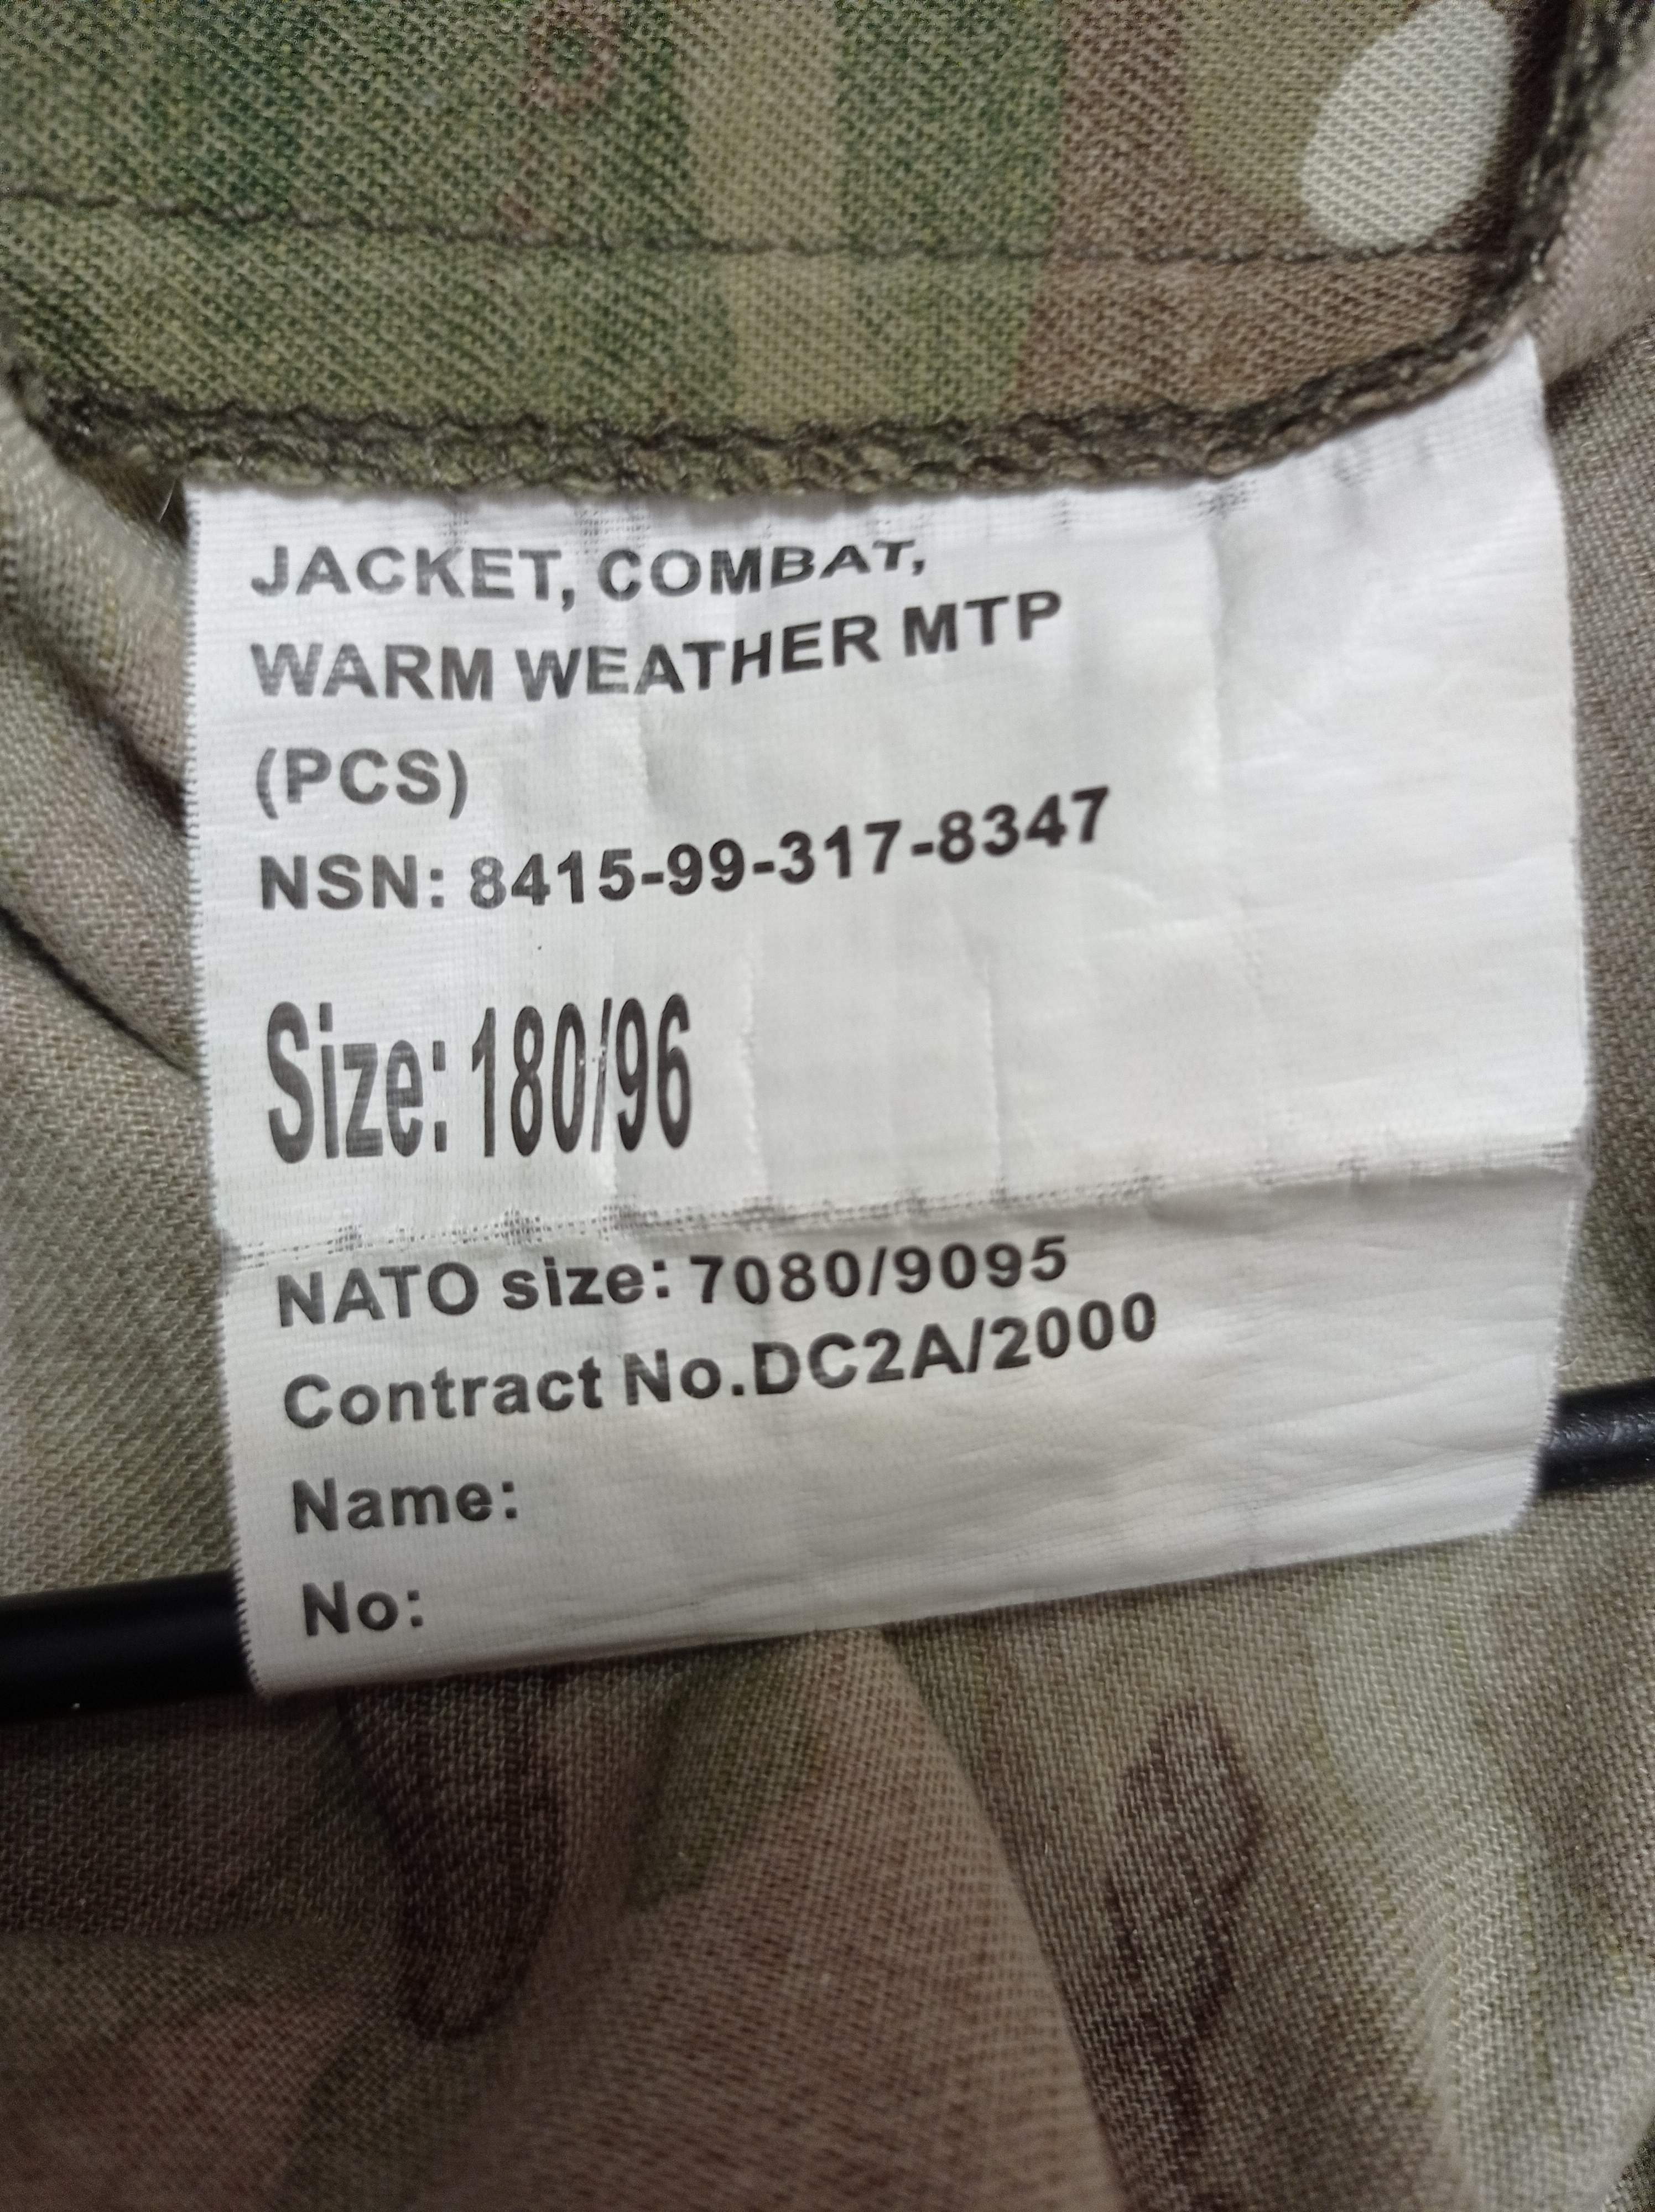 JACKET, COMBAT,
WARM WEATHER MTP
(PCS)
NSN: 8415-99-317-8347
Size: 180/96
NATO size: 7080/9095
Contract No.DC2A/2000
Name:
No: